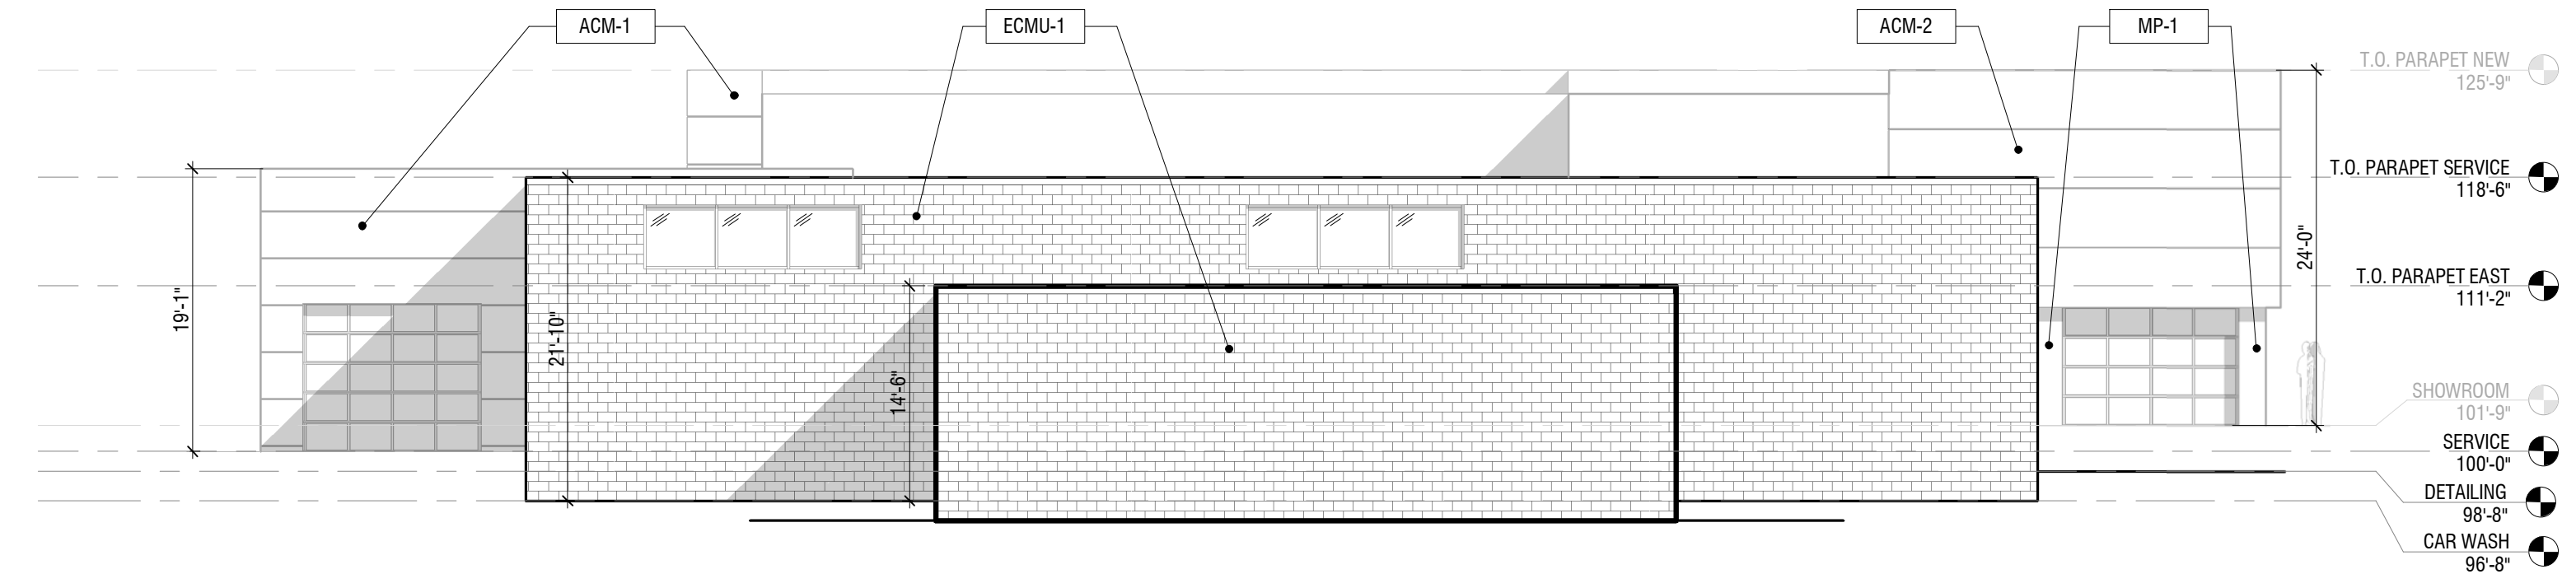 ACM-1
ECMU-1
ACM-2
MP-1
T.O. PARAPET NEW
125'-9"
T.O. PARAPET SERVICE
118'-6"
24'-0"
T.O. PARAPET EAST
111'-2"
19'-1"
21'-10"
14'-6"
SHOWROOM
101'-9"
SERVICE
100'-0"
DETAILING
98'-8"
CAR WASH
96'-8"